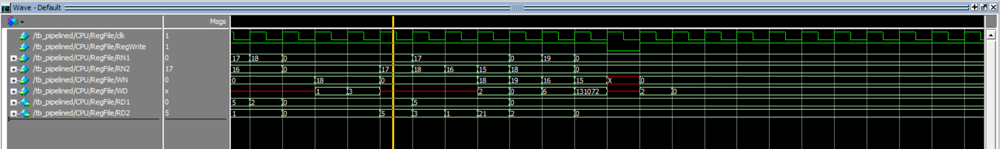 Wave - Default
Msgs
/tb_pipelined/CPU/RegFile/clk 1
/tb_pipelined/CPU/RegFile/RegWrite 1
/tb_pipelined/CPU/RegFile/RN1 0 17 18 0 17 0 19 0
/tb_pipelined/CPU/RegFile/RN2 17 16 0 17 18 16 15 18 0
/tb_pipelined/CPU/RegFile/WN 0 0 18 0 18 19 16 15 X 0
/tb_pipelined/CPU/RegFile/WD x 1 3 2 0 6 131072 2 0
/tb_pipelined/CPU/RegFile/RD1 0 5 2 0 5 0
/tb_pipelined/CPU/RegFile/RD2 5 1 0 5 3 1 21 2 0